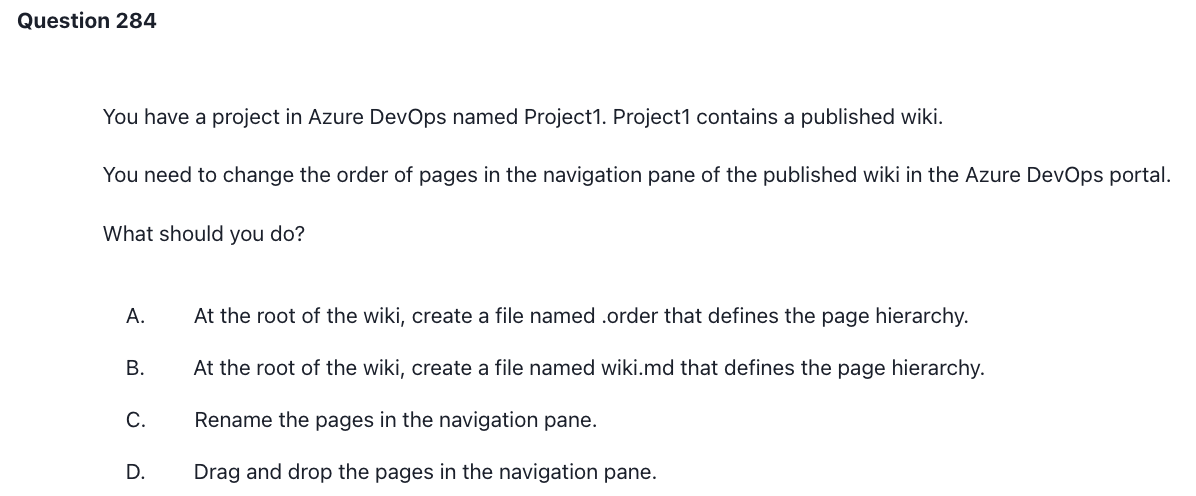 Question 284
You have a project in Azure DevOps named Project1. Project1 contains a published wiki.
You need to change the order of pages in the navigation pane of the published wiki in the Azure DevOps portal.
What should you do?
A. At the root of the wiki, create a file named .order that defines the page hierarchy.
B. At the root of the wiki, create a file named wiki.md that defines the page hierarchy.
C. Rename the pages in the navigation pane.
D. Drag and drop the pages in the navigation pane.